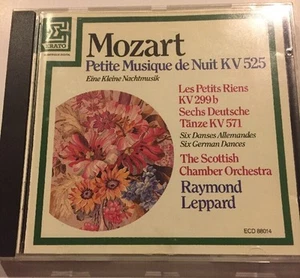 ERATO
Mozart
Petite Musique de Nuit KV 525
Eine Kleine Nachtmusik
Les Petits Riens
KV 299 b
Sechs Deutsche
Tänze KV 571
Six Danses Allemandes
Six German Dances
The Scottish
Chamber Orchestra
Raymond
Leppard
ECD 88014